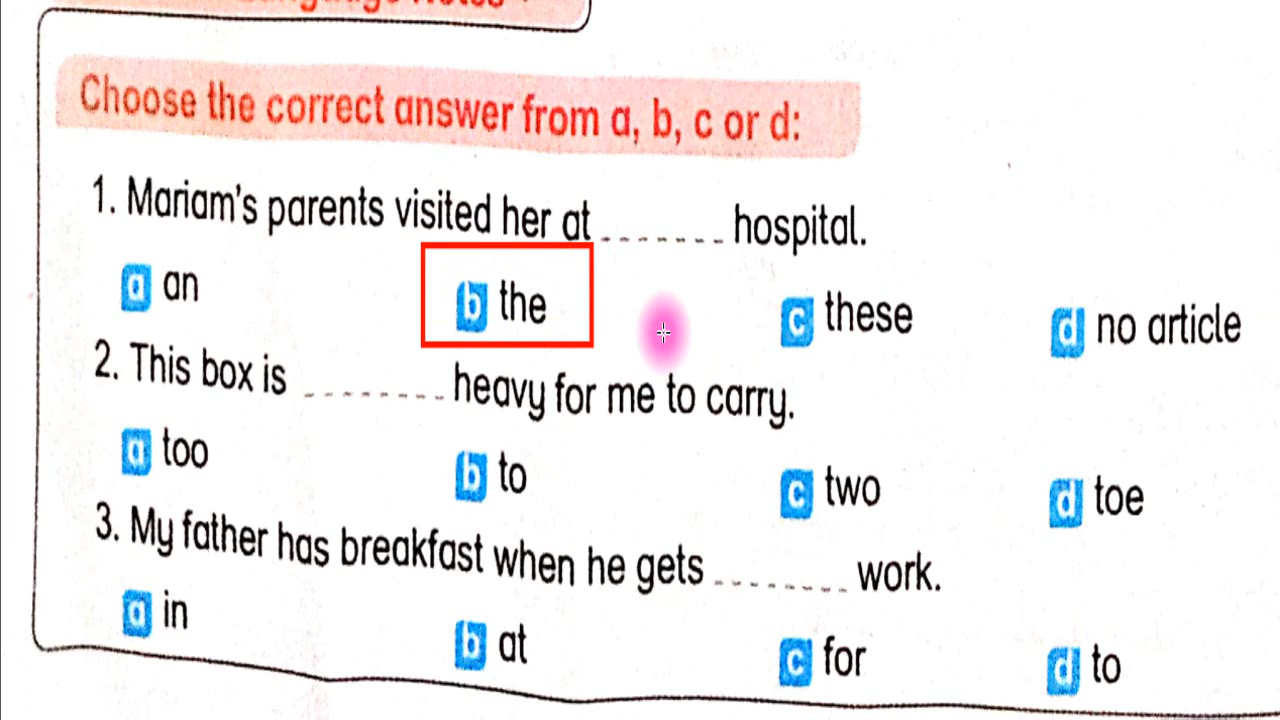 Choose the correct answer from a, b, c or d:
1. Mariam's parents visited her at ....... hospital.
a an b the c these d no article
2. This box is ........ heavy for me to carry.
a too b to c two d toe
3. My father has breakfast when he gets ........ work.
a in b at c for d to